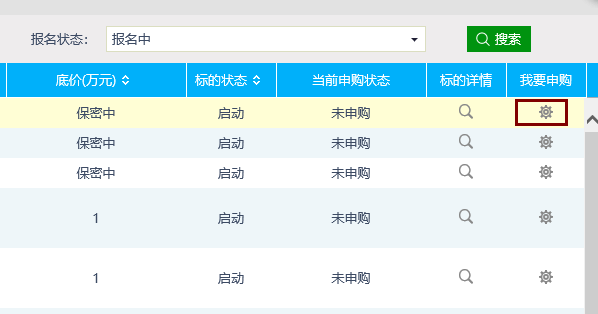 报名状态： 报名中 搜索
底价(万元) 标的状态 当前申购状态 标的详情 我要申购
保密中 启动 未申购
保密中 启动 未申购
保密中 启动 未申购
1 启动 未申购
1 启动 未申购